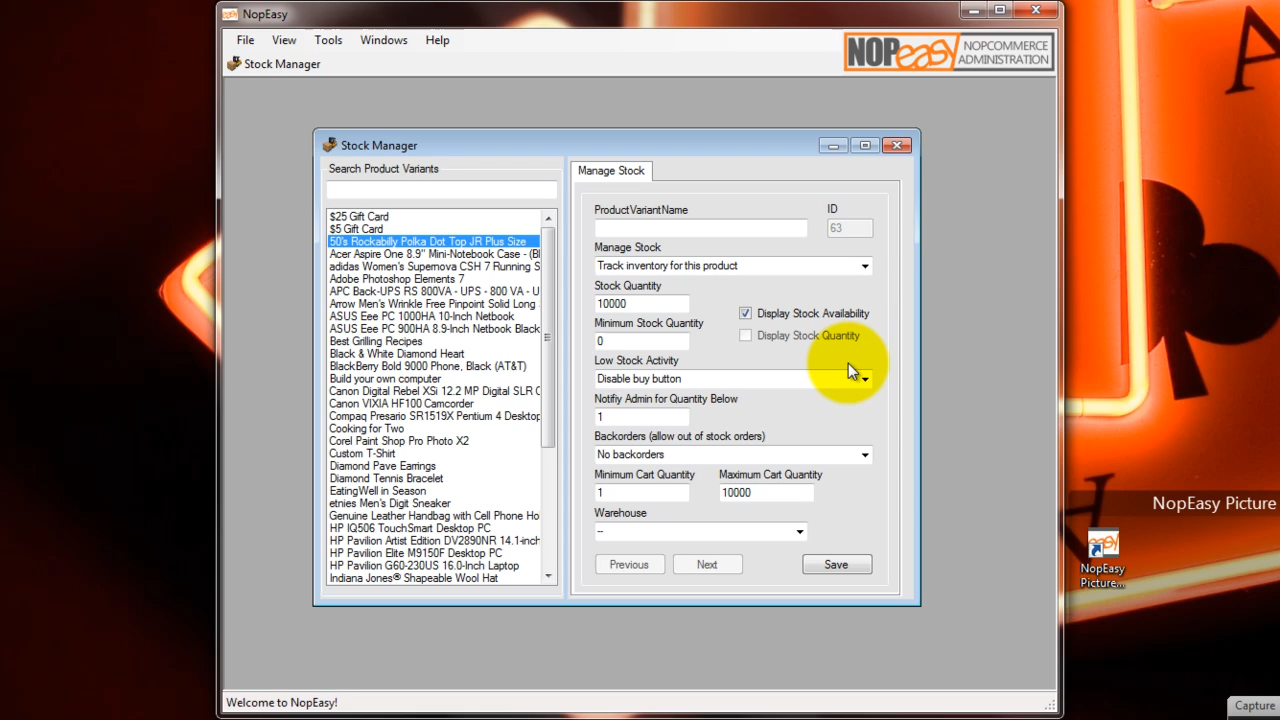 NopEasy
File View Tools Windows Help
NOPeasy NOPCOMMERCE ADMINISTRATION
Stock Manager
Stock Manager
Search Product Variants
$25 Gift Card
$5 Gift Card
50's Rockabilly Polka Dot Top JR Plus Size
Acer Aspire One 8.9" Mini-Notebook Case - (Bl
adidas Women's Supernova CSH 7 Running S
Adobe Photoshop Elements 7
APC Back-UPS RS 800VA - UPS - 800 VA - U
Arrow Men's Wrinkle Free Pinpoint Solid Long
ASUS Eee PC 1000HA 10-Inch Netbook
ASUS Eee PC 900HA 8.9-Inch Netbook Black
Best Grilling Recipes
Black & White Diamond Heart
BlackBerry Bold 9000 Phone, Black (AT&T)
Build your own computer
Canon Digital Rebel XSi 12.2 MP Digital SLR C
Canon VIXIA HF100 Camcorder
Compaq Presario SR1519X Pentium 4 Desktop
Cooking for Two
Corel Paint Shop Pro Photo X2
Custom T-Shirt
Diamond Pave Earrings
Diamond Tennis Bracelet
EatingWell in Season
etnies Men's Digit Sneaker
Genuine Leather Handbag with Cell Phone Ho
HP IQ506 TouchSmart Desktop PC
HP Pavilion Artist Edition DV2890NR 14.1-inch
HP Pavilion Elite M9150F Desktop PC
HP Pavilion G60-230US 16.0-Inch Laptop
Indiana Jones® Shapeable Wool Hat
Manage Stock
ProductVariantName ID
63
Manage Stock
Track inventory for this product
Stock Quantity
10000
Display Stock Availability
Minimum Stock Quantity
0
Display Stock Quantity
Low Stock Activity
Disable buy button
Notifiy Admin for Quantity Below
1
Backorders (allow out of stock orders)
No backorders
Minimum Cart Quantity Maximum Cart Quantity
1 10000
Warehouse
--
Previous Next Save
Welcome to NopEasy!
NopEasy Picture
NopEasy
Picture...
Capture
A
A